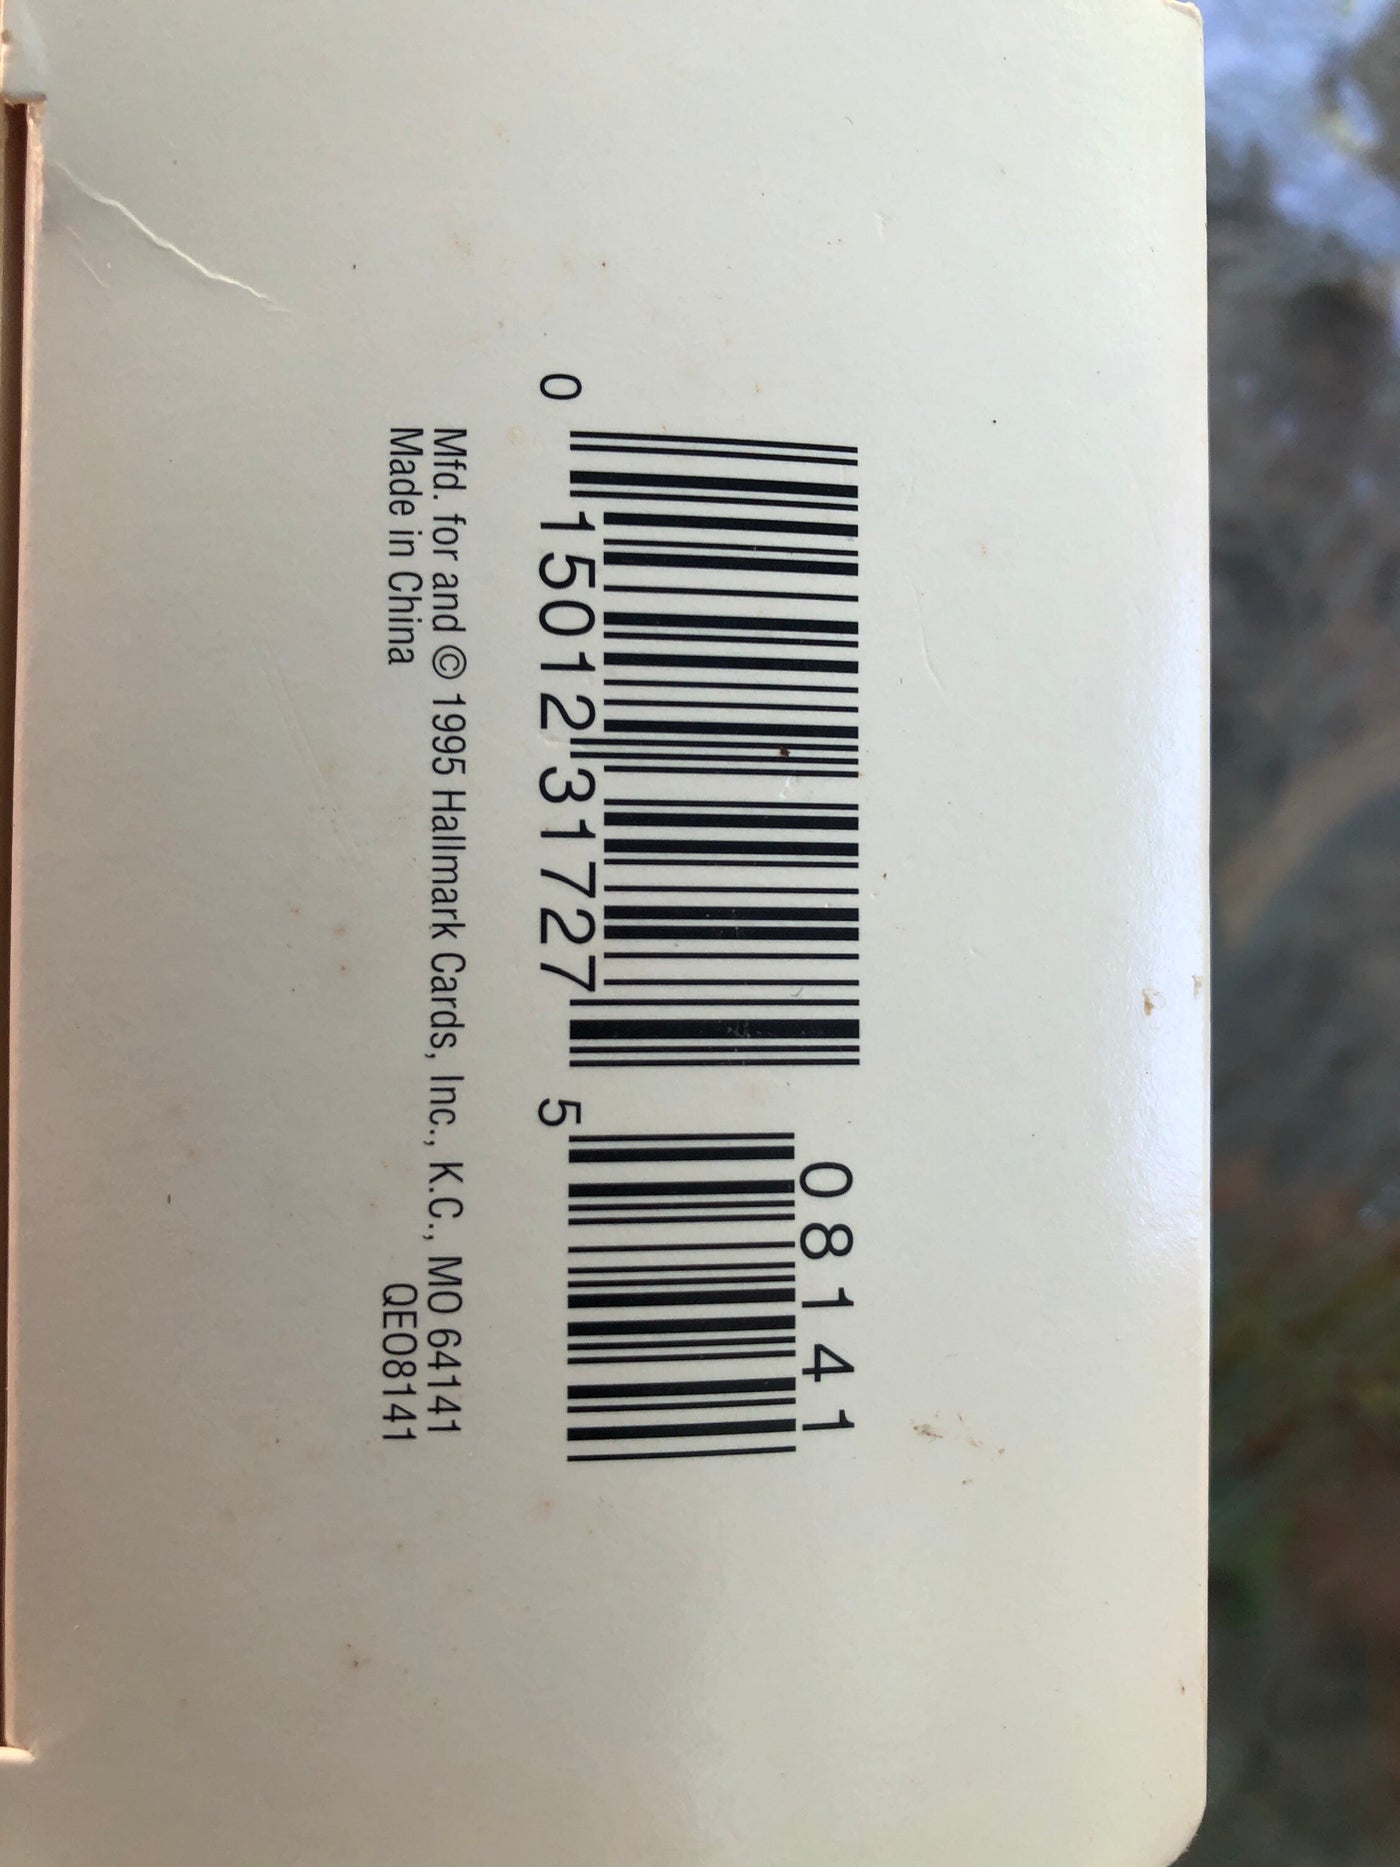 08141
0 15012 31727 5
Mfd. for and © 1995 Hallmark Cards, Inc., K.C., MO 64141
Made in China QEO8141